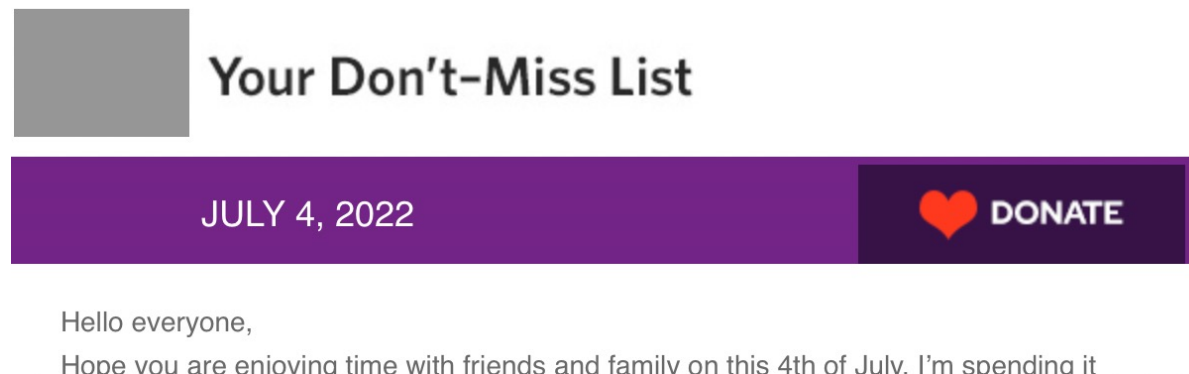 Your Don't-Miss List
JULY 4, 2022
DONATE
Hello everyone,
Hope you are enjoying time with friends and family on this 4th of July. I'm spending it